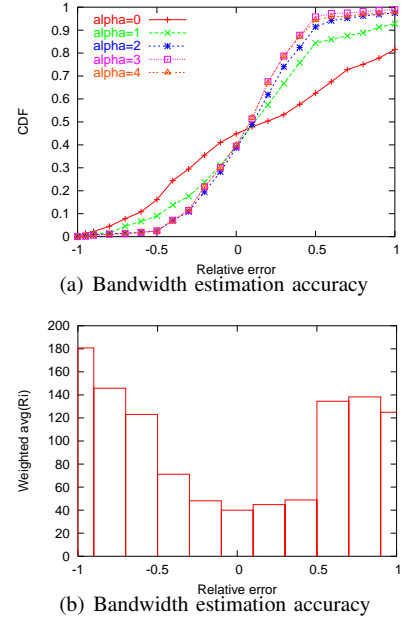 alpha=0
alpha=1
alpha=2
alpha=3
alpha=4
CDF
1
0.9
0.8
0.7
0.6
0.5
0.4
0.3
0.2
0.1
0
-1 -0.5 0 0.5 1
Relative error
(a) Bandwidth estimation accuracy
Weighted avg(Ri)
200
180
160
140
120
100
80
60
40
20
0
-1 -0.5 0 0.5 1
Relative error
(b) Bandwidth estimation accuracy